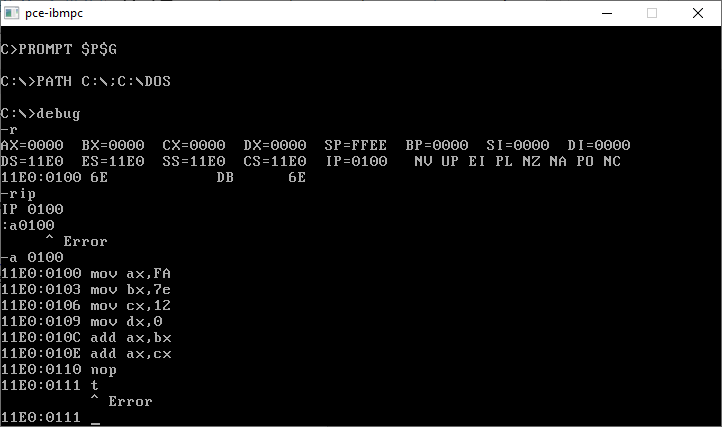 pce-ibmpc
C>PROMPT $P$G
C:\>PATH C:\;C:\DOS
C:\>debug
-r
AX=0000  BX=0000  CX=0000  DX=0000  SP=FFEE  BP=0000  SI=0000  DI=0000
DS=11E0  ES=11E0  SS=11E0  CS=11E0  IP=0100   NV UP EI PL NZ NA PO NC
11E0:0100 6E            DB      6E
-rip
IP 0100
:a0100
     ^ Error
-a 0100
11E0:0100 mov ax,FA
11E0:0103 mov bx,7e
11E0:0106 mov cx,12
11E0:0109 mov dx,0
11E0:010C add ax,bx
11E0:010E add ax,cx
11E0:0110 nop
11E0:0111 t
          ^ Error
11E0:0111 _